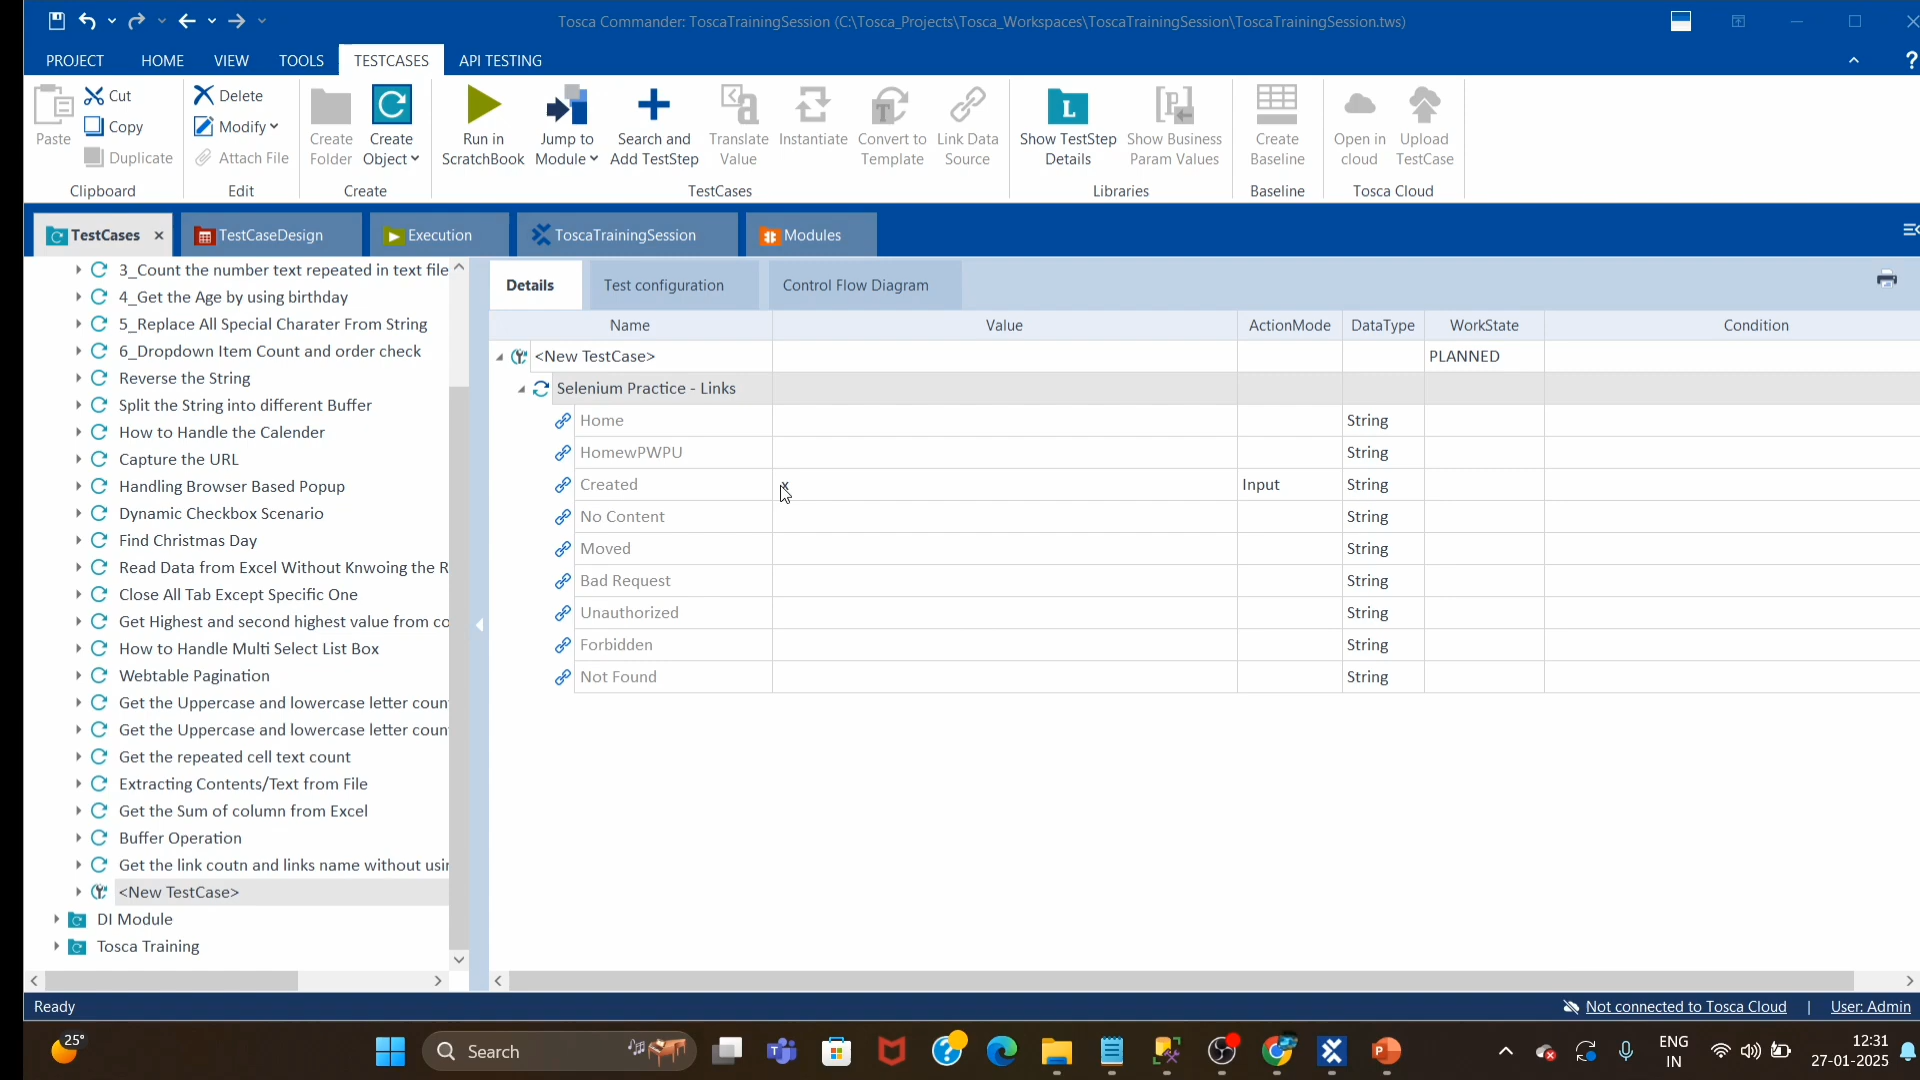 Tosca Commander: ToscaTrainingSession (C:\Tosca_Projects\Tosca_Workspaces\ToscaTrainingSession\ToscaTrainingSession.tws)
PROJECT HOME VIEW TOOLS TESTCASES API TESTING ?
Paste
Cut
Copy
Duplicate
Clipboard
Delete
Modify
Attach File
Edit
Create Folder
Create Object
Create
Run in ScratchBook
Jump to Module
Search and Add TestStep
Translate Value
Instantiate
Convert to Template
Link Data Source
TestCases
Show TestStep Details
Show Business Param Values
Libraries
Create Baseline
Baseline
Open in cloud
Upload TestCase
Tosca Cloud
TestCases × TestCaseDesign Execution ToscaTrainingSession Modules
3_Count the number text repeated in text file
4_Get the Age by using birthday
5_Replace All Special Charater From String
6_Dropdown Item Count and order check
Reverse the String
Split the String into different Buffer
How to Handle the Calender
Capture the URL
Handling Browser Based Popup
Dynamic Checkbox Scenario
Find Christmas Day
Read Data from Excel Without Knwoing the R
Close All Tab Except Specific One
Get Highest and second highest value from co
How to Handle Multi Select List Box
Webtable Pagination
Get the Uppercase and lowercase letter coun
Get the Uppercase and lowercase letter coun
Get the repeated cell text count
Extracting Contents/Text from File
Get the Sum of column from Excel
Buffer Operation
Get the link coutn and links name without usin
<New TestCase>
DI Module
Tosca Training
Details Test configuration Control Flow Diagram
Name Value ActionMode DataType WorkState Condition
<New TestCase> PLANNED
Selenium Practice - Links
Home String
HomewPWPU String
Created x Input String
No Content String
Moved String
Bad Request String
Unauthorized String
Forbidden String
Not Found String
Ready Not connected to Tosca Cloud | User: Admin
25°
Search
ENG
IN
12:31
27-01-2025